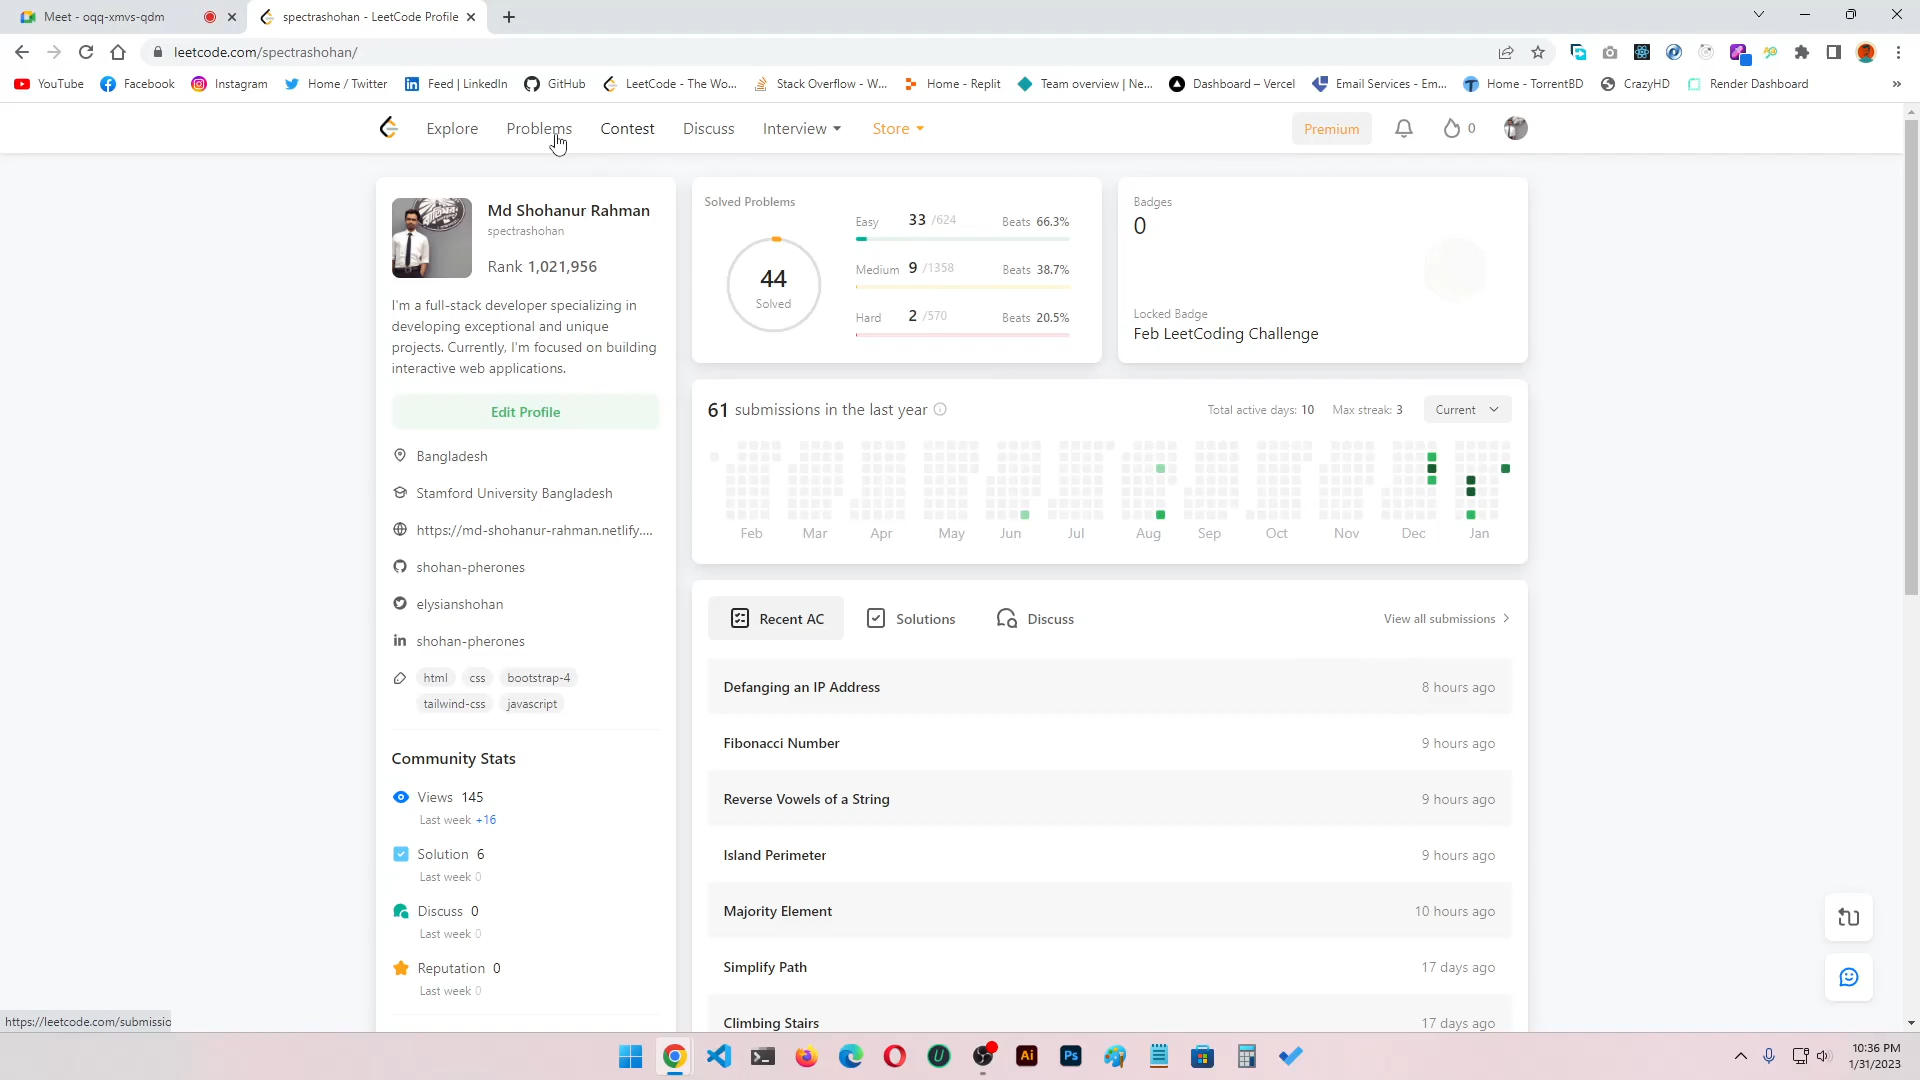 Meet - oqq-xmvs-qdm
spectrashohan - LeetCode Profile
leetcode.com/spectrashohan/
YouTube Facebook Instagram Home / Twitter Feed | LinkedIn GitHub LeetCode - The Wo... Stack Overflow - W... Home - Replit Team overview | Ne... Dashboard – Vercel Email Services - Em... Home - TorrentBD CrazyHD Render Dashboard »
Explore Problems Contest Discuss Interview Store Premium 0
Md Shohanur Rahman
spectrashohan
Rank 1,021,956
I'm a full-stack developer specializing in
developing exceptional and unique
projects. Currently, I'm focused on building
interactive web applications.
Edit Profile
Bangladesh
Stamford University Bangladesh
https://md-shohanur-rahman.netlify....
shohan-pherones
elysianshohan
shohan-pherones
html css bootstrap-4
tailwind-css javascript
Community Stats
Views 145
Last week +16
Solution 6
Last week 0
Discuss 0
Last week 0
Reputation 0
Last week 0
Solved Problems
44
Solved
Easy 33 /624 Beats 66.3%
Medium 9 /1358 Beats 38.7%
Hard 2 /570 Beats 20.5%
Badges
0
Locked Badge
Feb LeetCoding Challenge
61 submissions in the last year
Total active days: 10 Max streak: 3 Current
Feb Mar Apr May Jun Jul Aug Sep Oct Nov Dec Jan
Recent AC Solutions Discuss View all submissions
Defanging an IP Address 8 hours ago
Fibonacci Number 9 hours ago
Reverse Vowels of a String 9 hours ago
Island Perimeter 9 hours ago
Majority Element 10 hours ago
Simplify Path 17 days ago
Climbing Stairs 17 days ago
https://leetcode.com/submissio
U Ai Ps
10:36 PM
1/31/2023